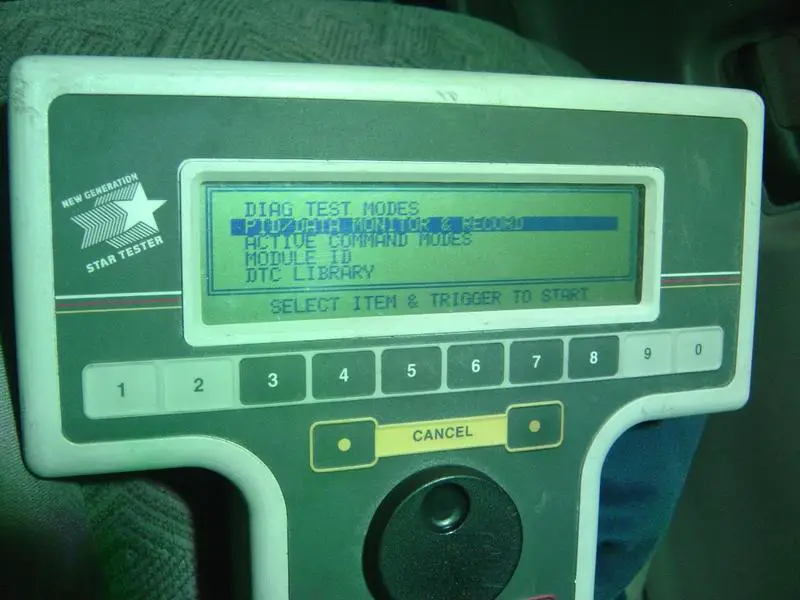 NEW GENERATION
STAR TESTER
DIAG TEST MODES
PID/DATA MONITOR & RECORD
ACTIVE COMMAND MODES
MODULE ID
DTC LIBRARY
SELECT ITEM & TRIGGER TO START
1 2 3 4 5 6 7 8 9 0
CANCEL